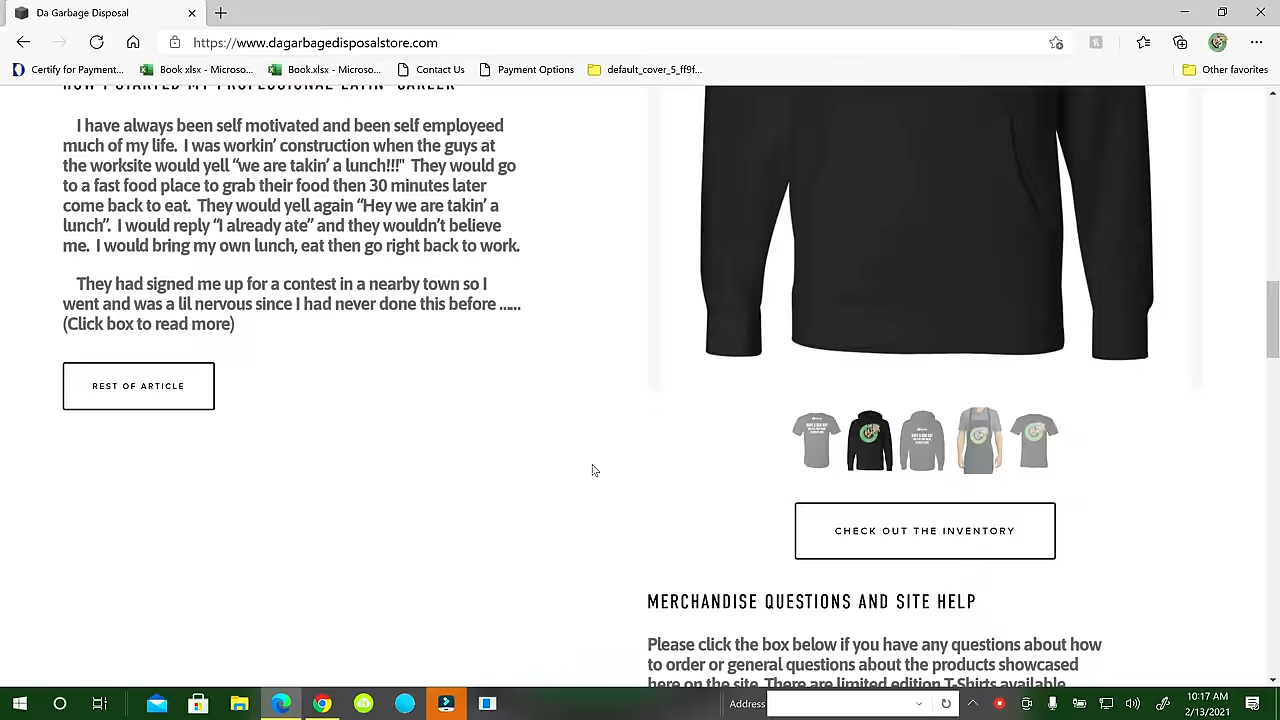 Da Garbage Disposal
https://www.dagarbagedisposalstore.com
Certify for Payment...
Book.xlsx - Microso...
Book.xlsx - Microso...
Contact Us
Payment Options
default_cover_5_ff9f...
Other favorites
HOW I STARTED MY PROFESSIONAL EATIN' CAREER
I have always been self motivated and been self employeed
much of my life. I was workin’ construction when the guys at
the worksite would yell “we are takin’ a lunch!!!" They would go
to a fast food place to grab their food then 30 minutes later
come back to eat. They would yell again “Hey we are takin’ a
lunch”. I would reply “I already ate” and they wouldn’t believe
me. I would bring my own lunch, eat then go right back to work.
They had signed me up for a contest in a nearby town so I
went and was a lil nervous since I had never done this before ......
(Click box to read more)
REST OF ARTICLE
CHECK OUT THE INVENTORY
MERCHANDISE QUESTIONS AND SITE HELP
Please click the box below if you have any questions about how
to order or general questions about the products showcased
here on the site. There are limited edition T-Shirts available
Address
10:17 AM
2/13/2021